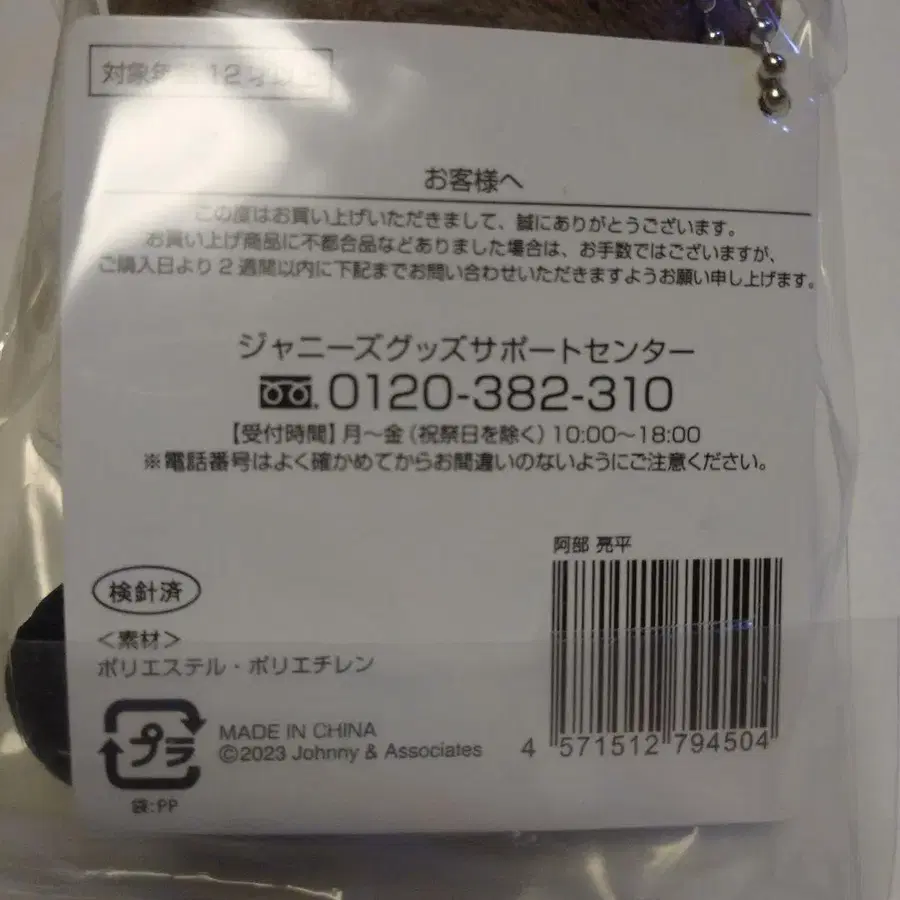 対象年齢 12才以上
お客様へ
この度はお買い上げいただきまして、誠にありがとうございます。
お買い上げ商品に不都合品などありました場合は、お手数ではございますが、
ご購入日より2週間以内に下記までお問い合わせいただきますようお願い申し上げます。
ジャニーズグッズサポートセンター
0120-382-310
【受付時間】月～金(祝祭日を除く)10:00～18:00
※電話番号はよく確かめてからお間違いのないようにご注意ください。
阿部 亮平
検針済
＜素材＞
ポリエステル・ポリエチレン
プラ
MADE IN CHINA
©2023 Johnny & Associates
4 571512 794504
袋:PP